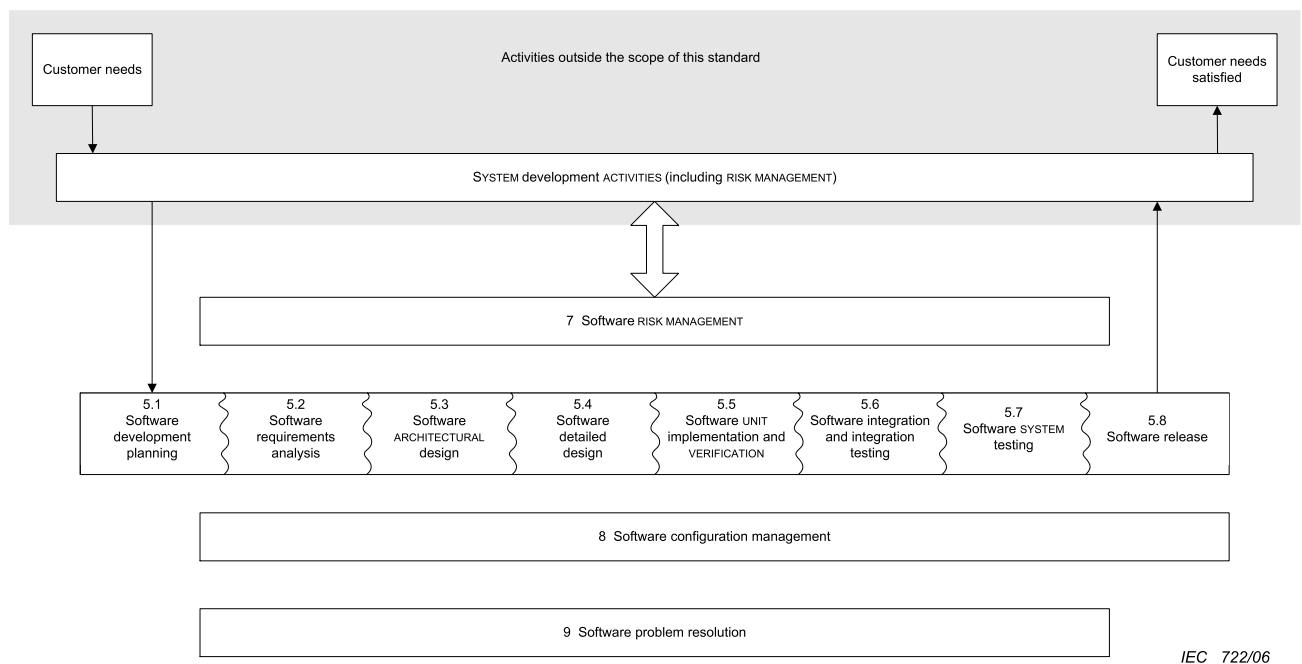 Activities outside the scope of this standard
Customer needs
Customer needs
satisfied
SYSTEM development ACTIVITIES (including RISK MANAGEMENT)
7 Software RISK MANAGEMENT
5.1
Software
development
planning
5.2
Software
requirements
analysis
5.3
Software
ARCHITECTURAL
design
5.4
Software
detailed
design
5.5
Software UNIT
implementation and
VERIFICATION
5.6
Software integration
and integration
testing
5.7
Software SYSTEM
testing
5.8
Software release
8 Software configuration management
9 Software problem resolution
IEC 722/06